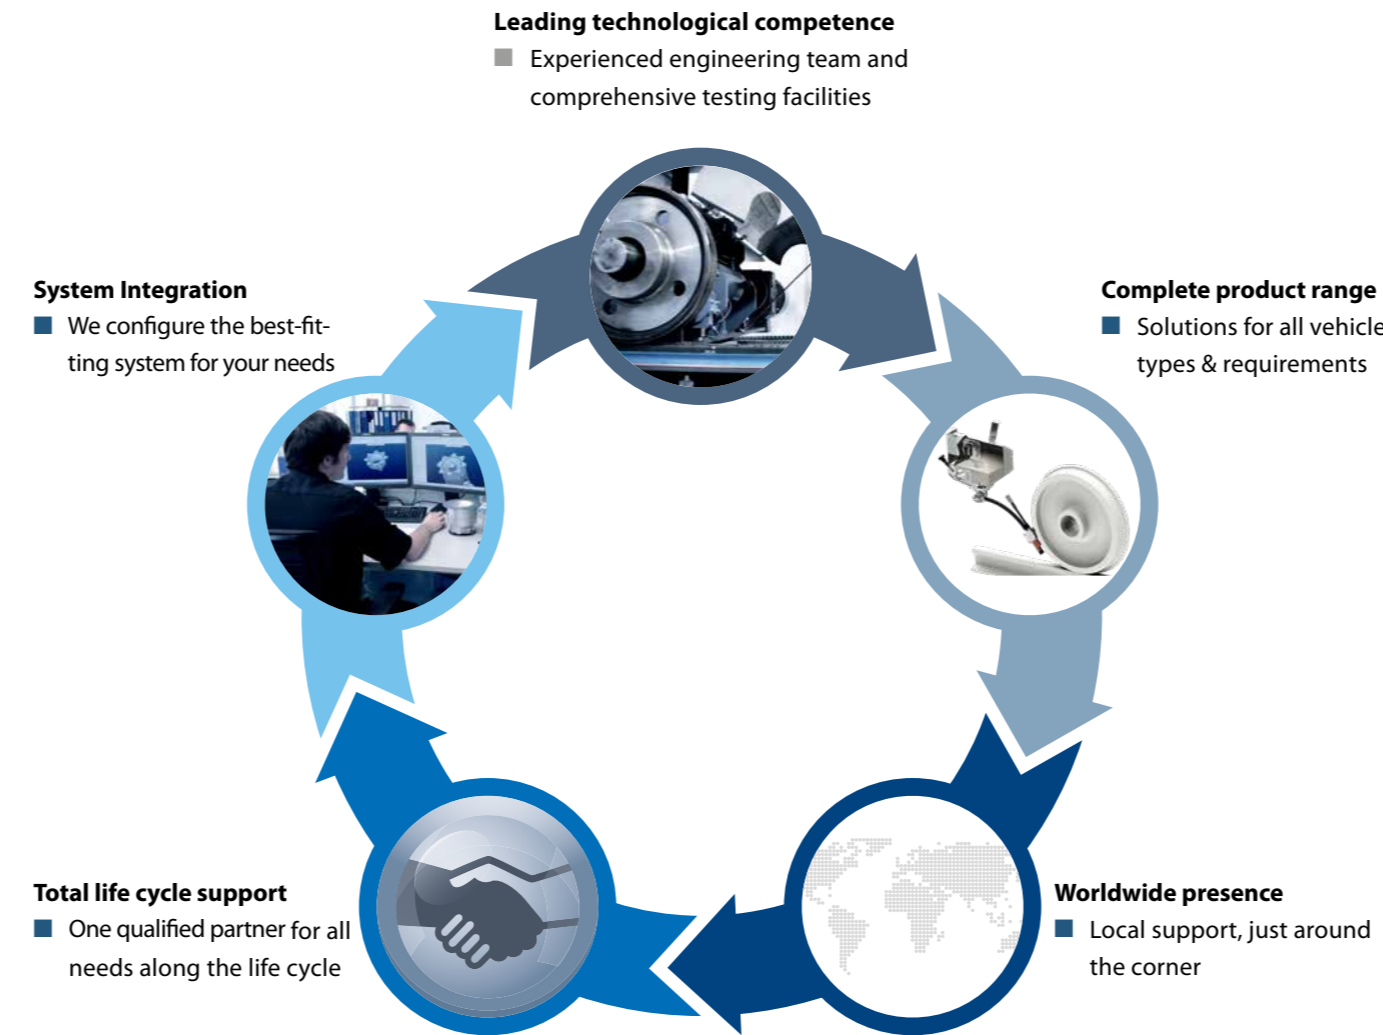 Leading technological competence
Experienced engineering team and
comprehensive testing facilities
System Integration
We configure the best-fit-
ting system for your needs
Complete product range
Solutions for all vehicle
types & requirements
Total life cycle support
One qualified partner for all
needs along the life cycle
Worldwide presence
Local support, just around
the corner